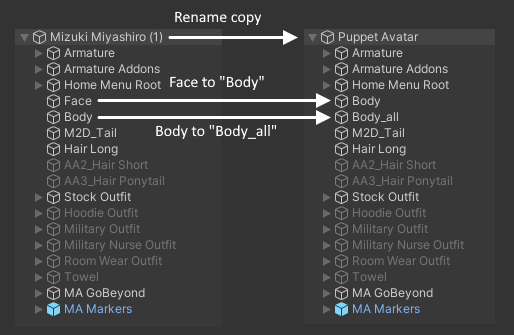 Rename copy
Mizuki Miyashiro (1)
Armature
Armature Addons
Home Menu Root
Face
Body
M2D_Tail
Hair Long
AA2_Hair Short
AA3_Hair Ponytail
Stock Outfit
Hoodie Outfit
Military Outfit
Military Nurse Outfit
Room Wear Outfit
Towel
MA GoBeyond
MA Markers
Face to "Body"
Body to "Body_all"
Puppet Avatar
Armature
Armature Addons
Home Menu Root
Body
Body_all
M2D_Tail
Hair Long
AA2_Hair Short
AA3_Hair Ponytail
Stock Outfit
Hoodie Outfit
Military Outfit
Military Nurse Outfit
Room Wear Outfit
Towel
MA GoBeyond
MA Markers